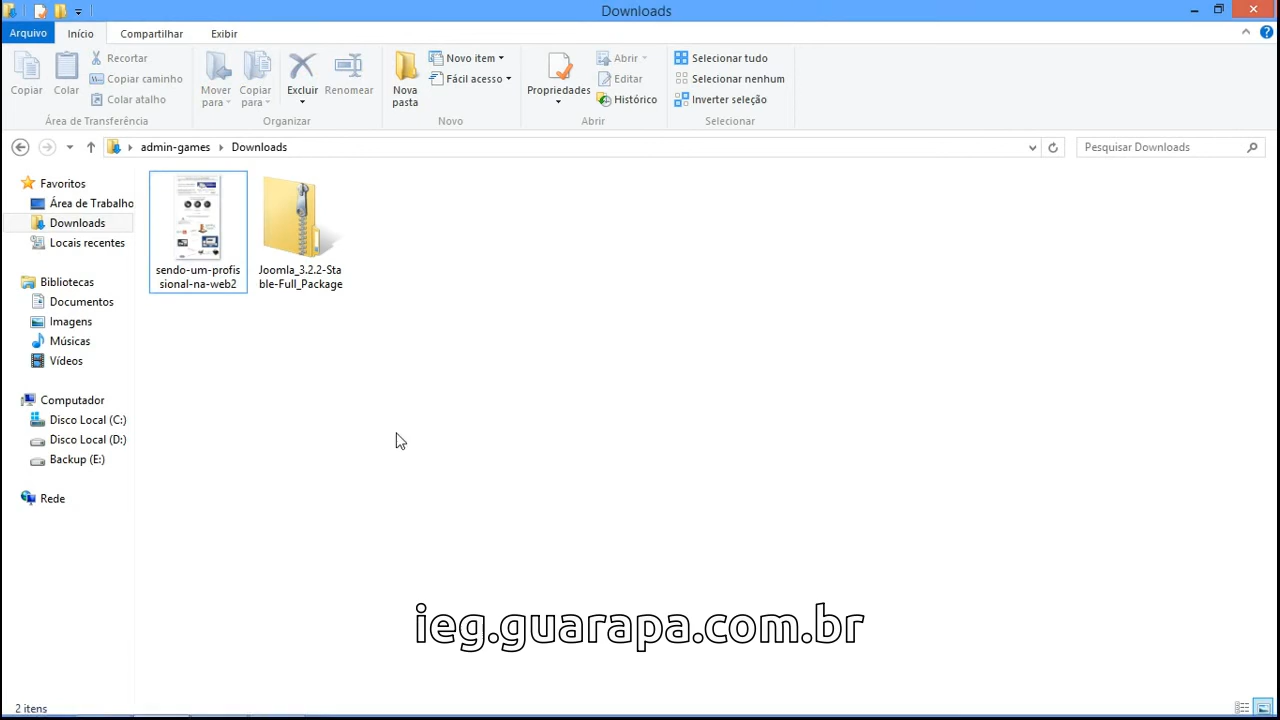 Downloads
Arquivo Início Compartilhar Exibir
Copiar
Colar
Recortar
Copiar caminho
Colar atalho
Área de Transferência
Mover para
Copiar para
Excluir
Renomear
Organizar
Nova pasta
Novo item
Fácil acesso
Novo
Propriedades
Abrir
Editar
Histórico
Abrir
Selecionar tudo
Selecionar nenhum
Inverter seleção
Selecionar
admin-games Downloads
Pesquisar Downloads
Favoritos
Área de Trabalho
Downloads
Locais recentes
Bibliotecas
Documentos
Imagens
Músicas
Vídeos
Computador
Disco Local (C:)
Disco Local (D:)
Backup (E:)
Rede
sendo-um-profis
sional-na-web2
Joomla_3.2.2-Sta
ble-Full_Package
ieg.guarapa.com.br
2 itens